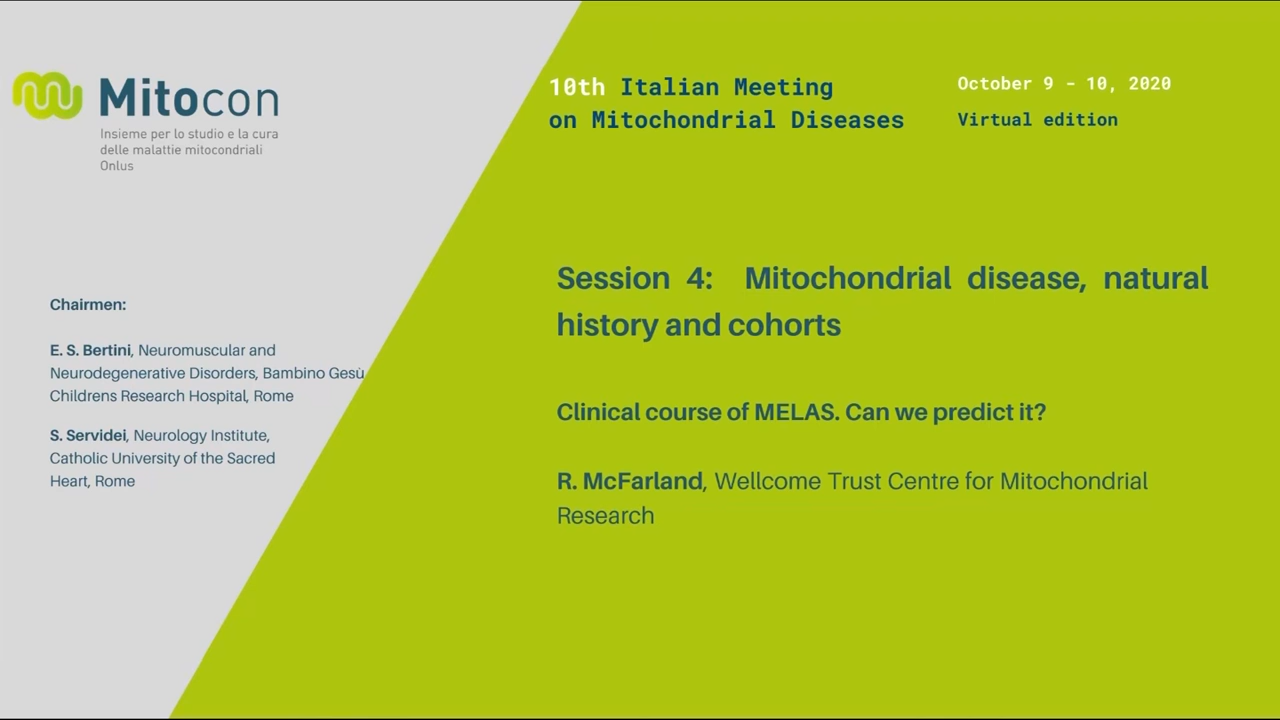 Mitocon
Insieme per lo studio e la cura
delle malattie mitocondriali
Onlus
10th Italian Meeting
on Mitochondrial Diseases
October 9 - 10, 2020
Virtual edition
Chairmen:
E. S. Bertini, Neuromuscular and
Neurodegenerative Disorders, Bambino Gesù
Childrens Research Hospital, Rome
S. Servidei, Neurology Institute,
Catholic University of the Sacred
Heart, Rome
Session 4: Mitochondrial disease, natural
history and cohorts
Clinical course of MELAS. Can we predict it?
R. McFarland, Wellcome Trust Centre for Mitochondrial
Research